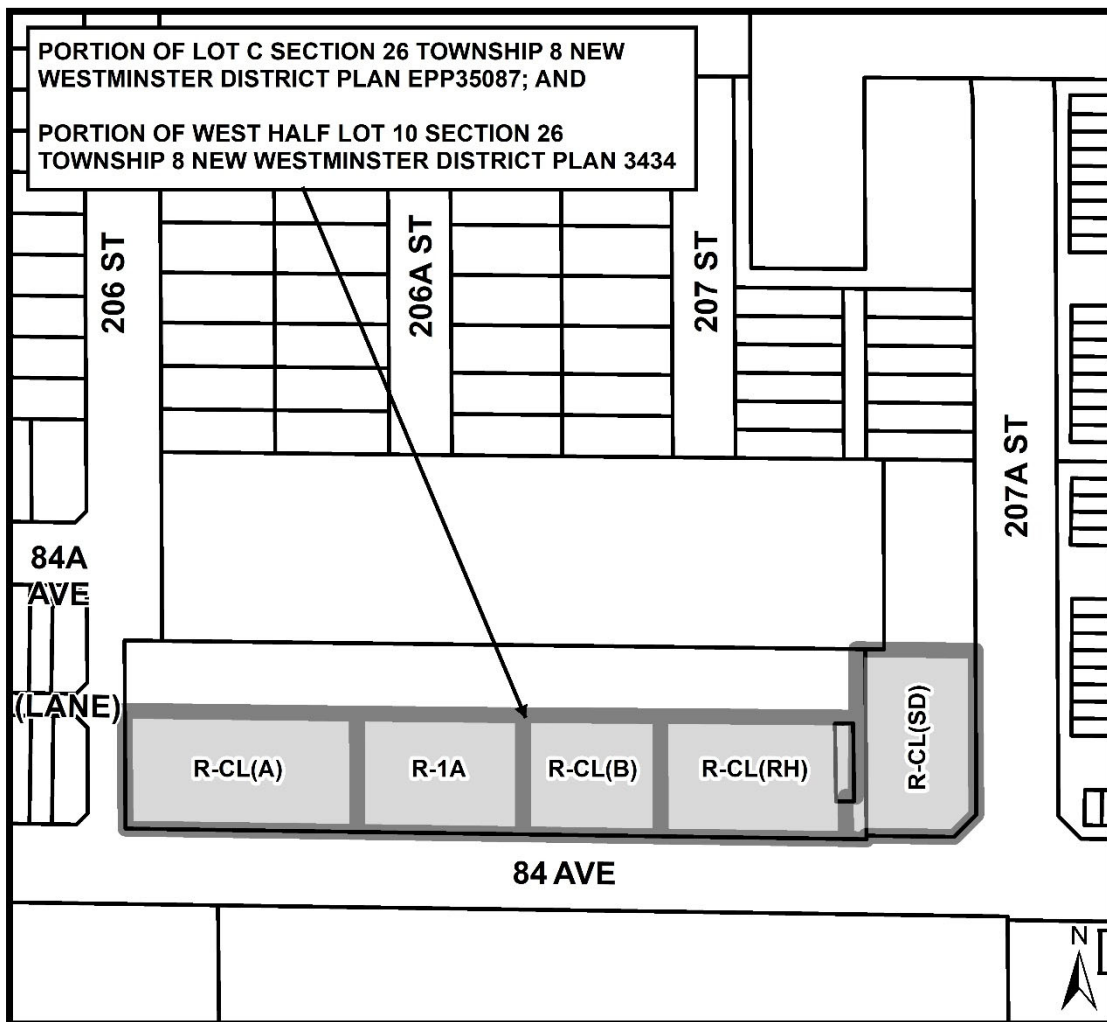 PORTION OF LOT C SECTION 26 TOWNSHIP 8 NEW
WESTMINSTER DISTRICT PLAN EPP35087; AND
PORTION OF WEST HALF LOT 10 SECTION 26
TOWNSHIP 8 NEW WESTMINSTER DISTRICT PLAN 3434
206 ST
206A ST
207 ST
207A ST
84A
AVE
(LANE)
R-CL(A)
R-1A
R-CL(B)
R-CL(RH)
R-CL(SD)
84 AVE
N